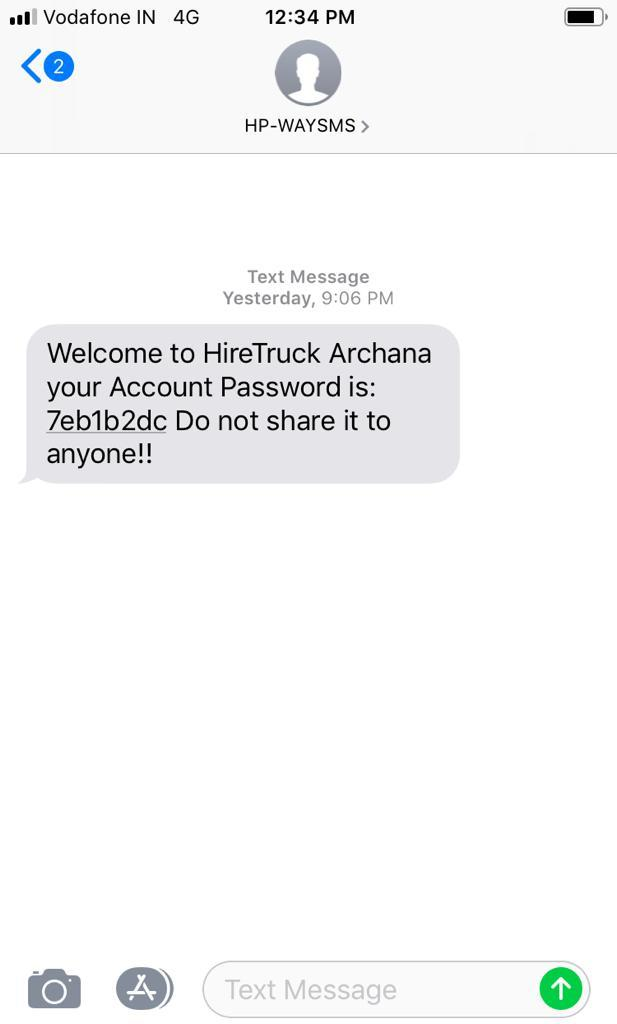 Vodafone IN 4G 12:34 PM
2
HP-WAYSMS
Text Message
Yesterday, 9:06 PM
Welcome to HireTruck Archana
your Account Password is:
7eb1b2dc Do not share it to
anyone!!
Text Message